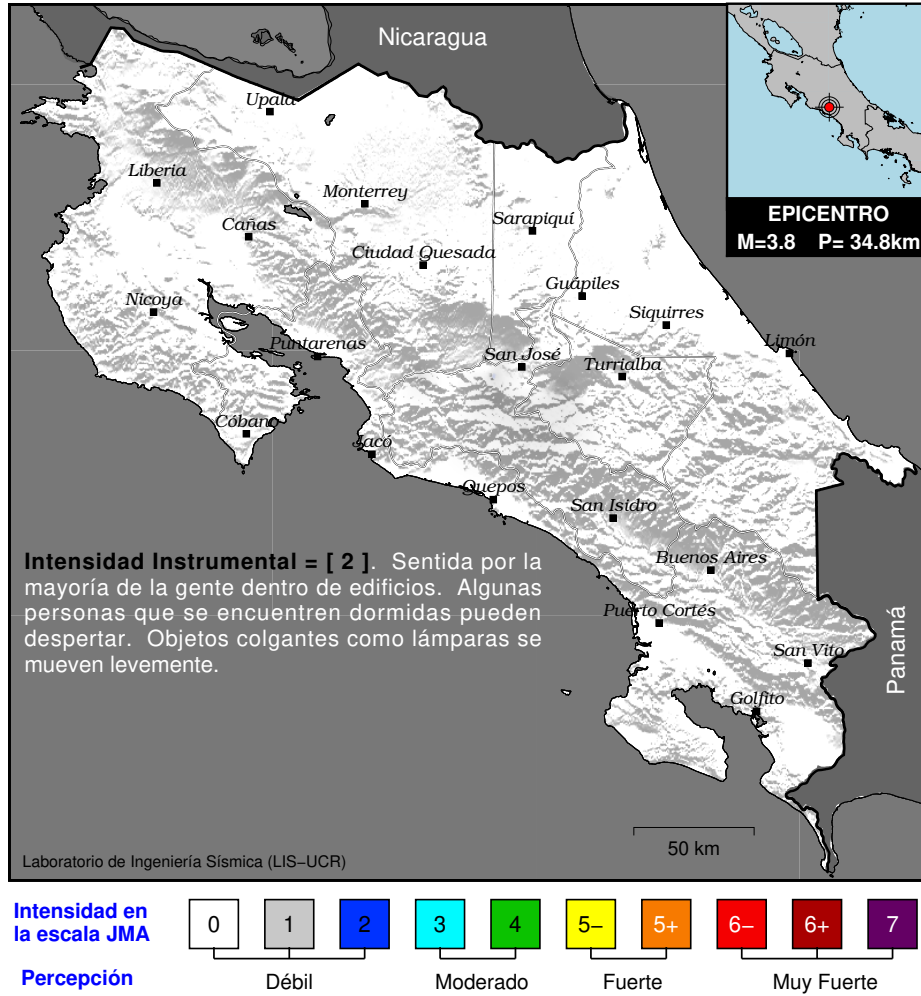 Nicaragua
Upala
Liberia
Monterrey
Cañas
Sarapiquí
Ciudad Quesada
Nicoya
Guápiles
Siquirres
Puntarenas
San José
Limón
Turrialba
Cóbano
Jacó
Quepos
San Isidro
Buenos Aires
Puerto Cortés
San Vito
Golfito
Panamá
EPICENTRO
M=3.8 P= 34.8km
Intensidad Instrumental = [ 2 ]. Sentida por la
mayoría de la gente dentro de edificios. Algunas
personas que se encuentren dormidas pueden
despertar. Objetos colgantes como lámparas se
mueven levemente.
50 km
Laboratorio de Ingeniería Sísmica (LIS−UCR)
Intensidad en
la escala JMA
0 1 2 3 4 5− 5+ 6− 6+ 7
Percepción
Débil Moderado Fuerte Muy Fuerte